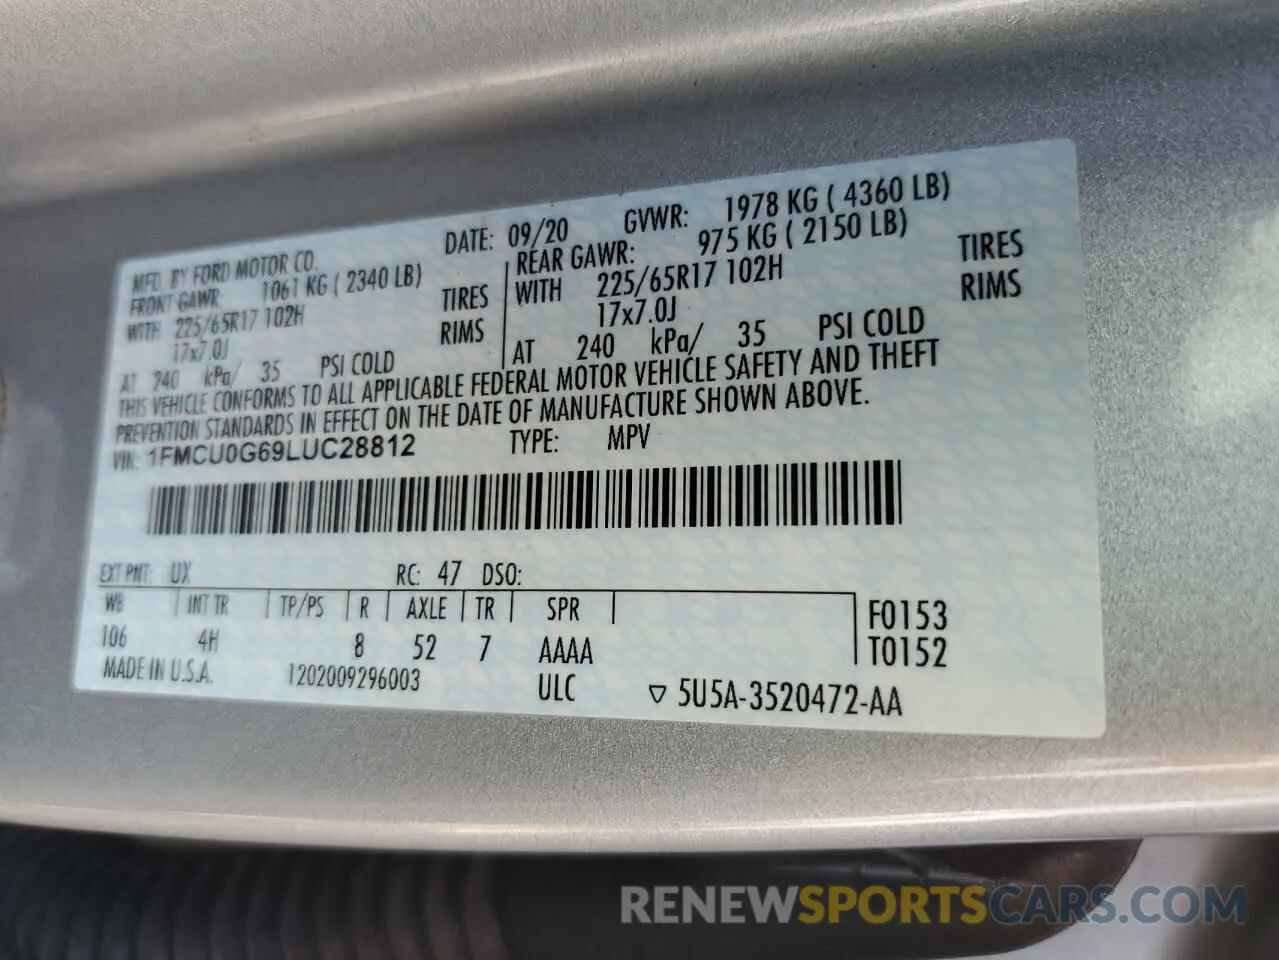 MFD. BY FORD MOTOR CO.
DATE: 09/20 GVWR: 1978 KG ( 4360 LB)
FRONT GAWR: 1061 KG ( 2340 LB)
WITH 225/65R17 102H TIRES
17x7.0J RIMS
AT 240 kPa/ 35 PSI COLD
REAR GAWR: 975 KG ( 2150 LB)
WITH 225/65R17 102H TIRES
17x7.0J RIMS
AT 240 kPa/ 35 PSI COLD
THIS VEHICLE CONFORMS TO ALL APPLICABLE FEDERAL MOTOR VEHICLE SAFETY AND THEFT
PREVENTION STANDARDS IN EFFECT ON THE DATE OF MANUFACTURE SHOWN ABOVE.
VIN: 1FMCU0G69LUC28812 TYPE: MPV
EXT PNT: UX RC: 47 DSO:
WB INT TR TP/PS R AXLE TR SPR F0153
106 4H 8 52 7 AAAA T0152
MADE IN U.S.A. 1202009296003 ULC ▽ 5U5A-3520472-AA
RENEWSPORTSCARS.COM